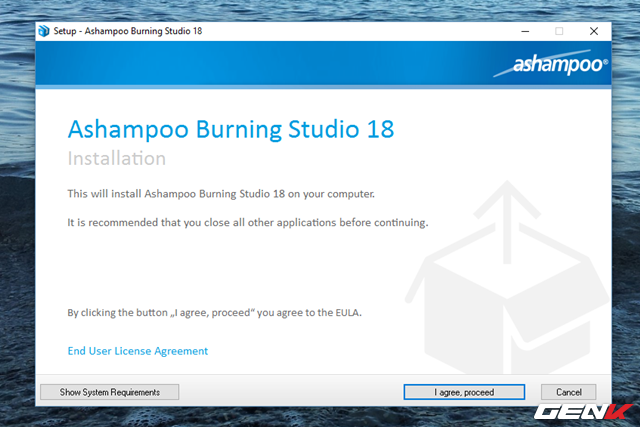 Setup - Ashampoo Burning Studio 18
ashampoo®
Ashampoo Burning Studio 18
Installation
This will install Ashampoo Burning Studio 18 on your computer.
It is recommended that you close all other applications before continuing.
By clicking the button „I agree, proceed“ you agree to the EULA.
End User License Agreement
Show System Requirements
I agree, proceed
Cancel
GENK